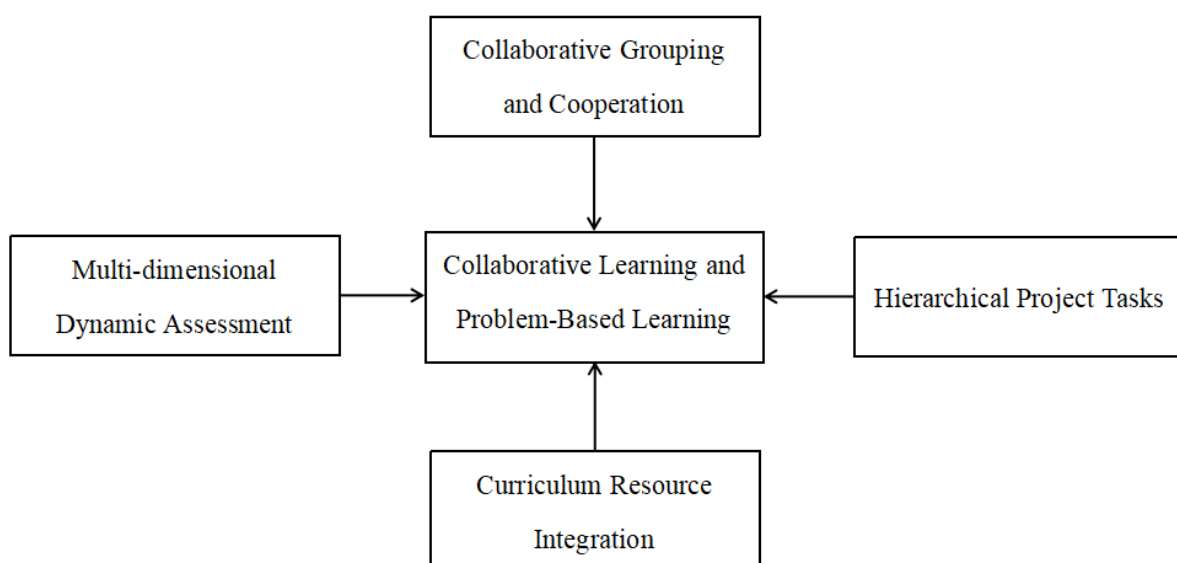 Collaborative Grouping
and Cooperation
Multi-dimensional
Dynamic Assessment
Collaborative Learning and
Problem-Based Learning
Hierarchical Project Tasks
Curriculum Resource
Integration